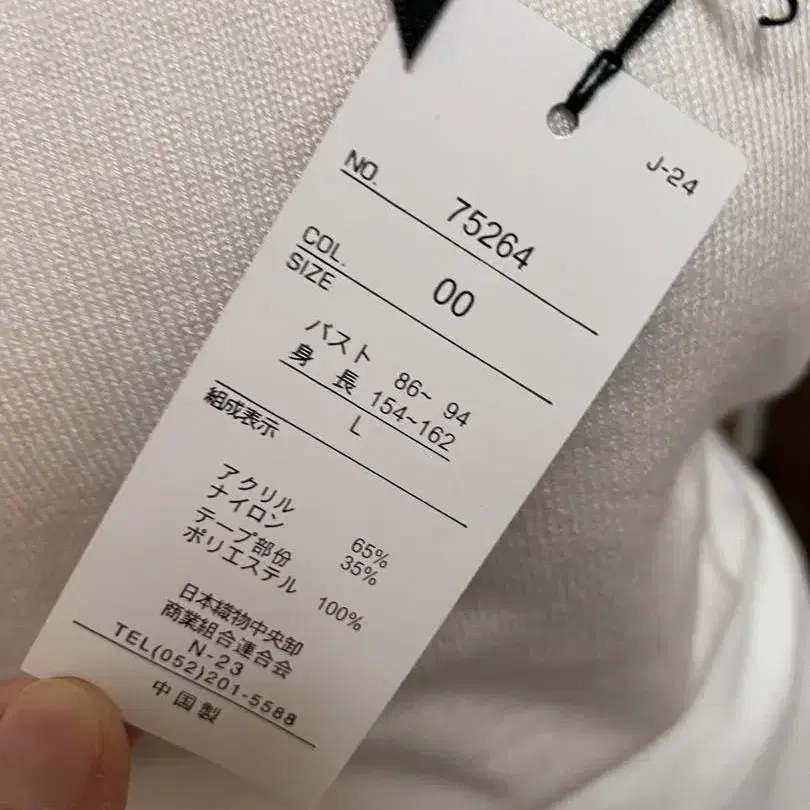 J-24
NO. 75264
COL. 00
SIZE
バスト 86~ 94
身 長 154~162
L
組成表示
アクリル 65%
ナイロン 35%
テープ部份
ポリエステル 100%
日本織物中央卸
商業組合連合会
N-23
TEL(052)201-5588
中国製